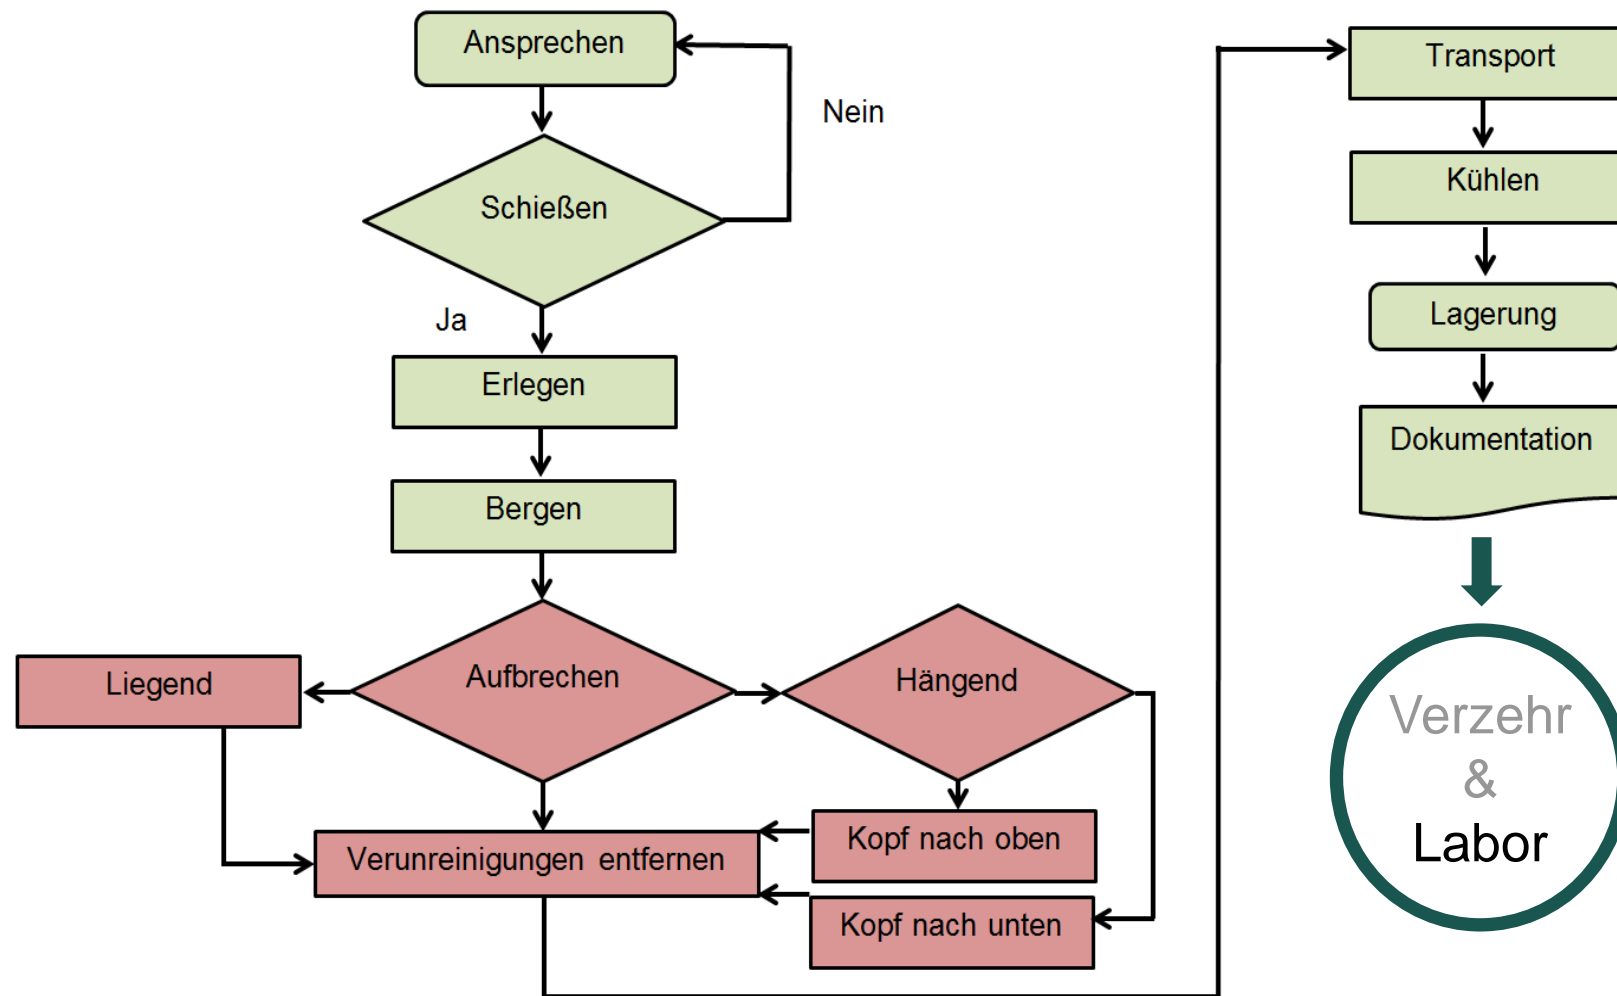 Ansprechen
Nein
Schießen
Ja
Erlegen
Bergen
Aufbrechen
Liegend
Hängend
Kopf nach oben
Verunreinigungen entfernen
Kopf nach unten
Transport
Kühlen
Lagerung
Dokumentation
Verzehr
&
Labor